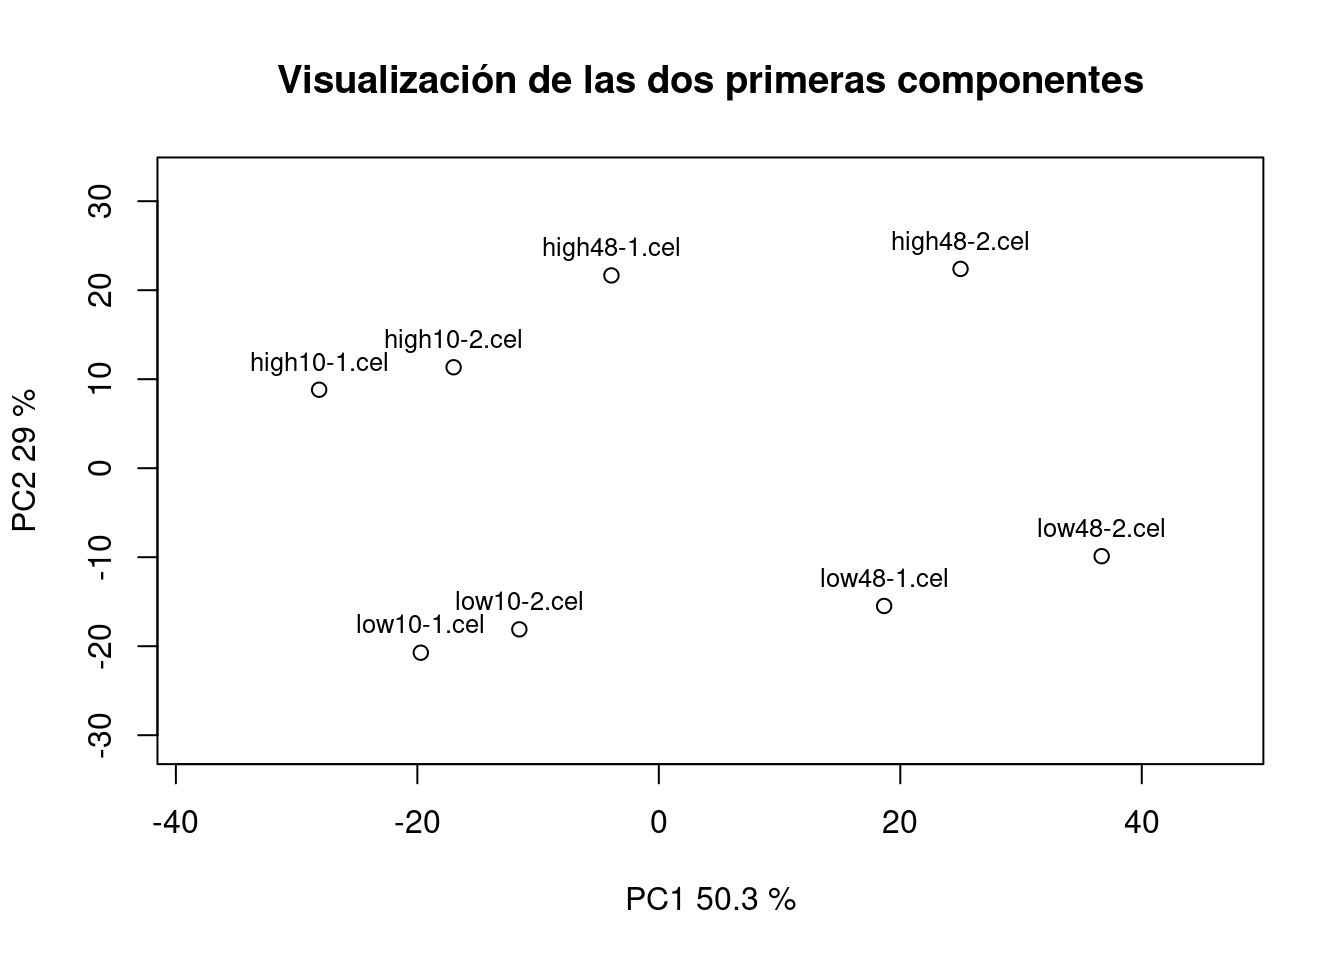 Visualización de las dos primeras componentes
30
20
10
0
-10
-20
-30
PC2 29 %
high48-1.cel
high48-2.cel
high10-2.cel
high10-1.cel
low48-2.cel
low48-1.cel
low10-2.cel
low10-1.cel
-40 -20 0 20 40
PC1 50.3 %